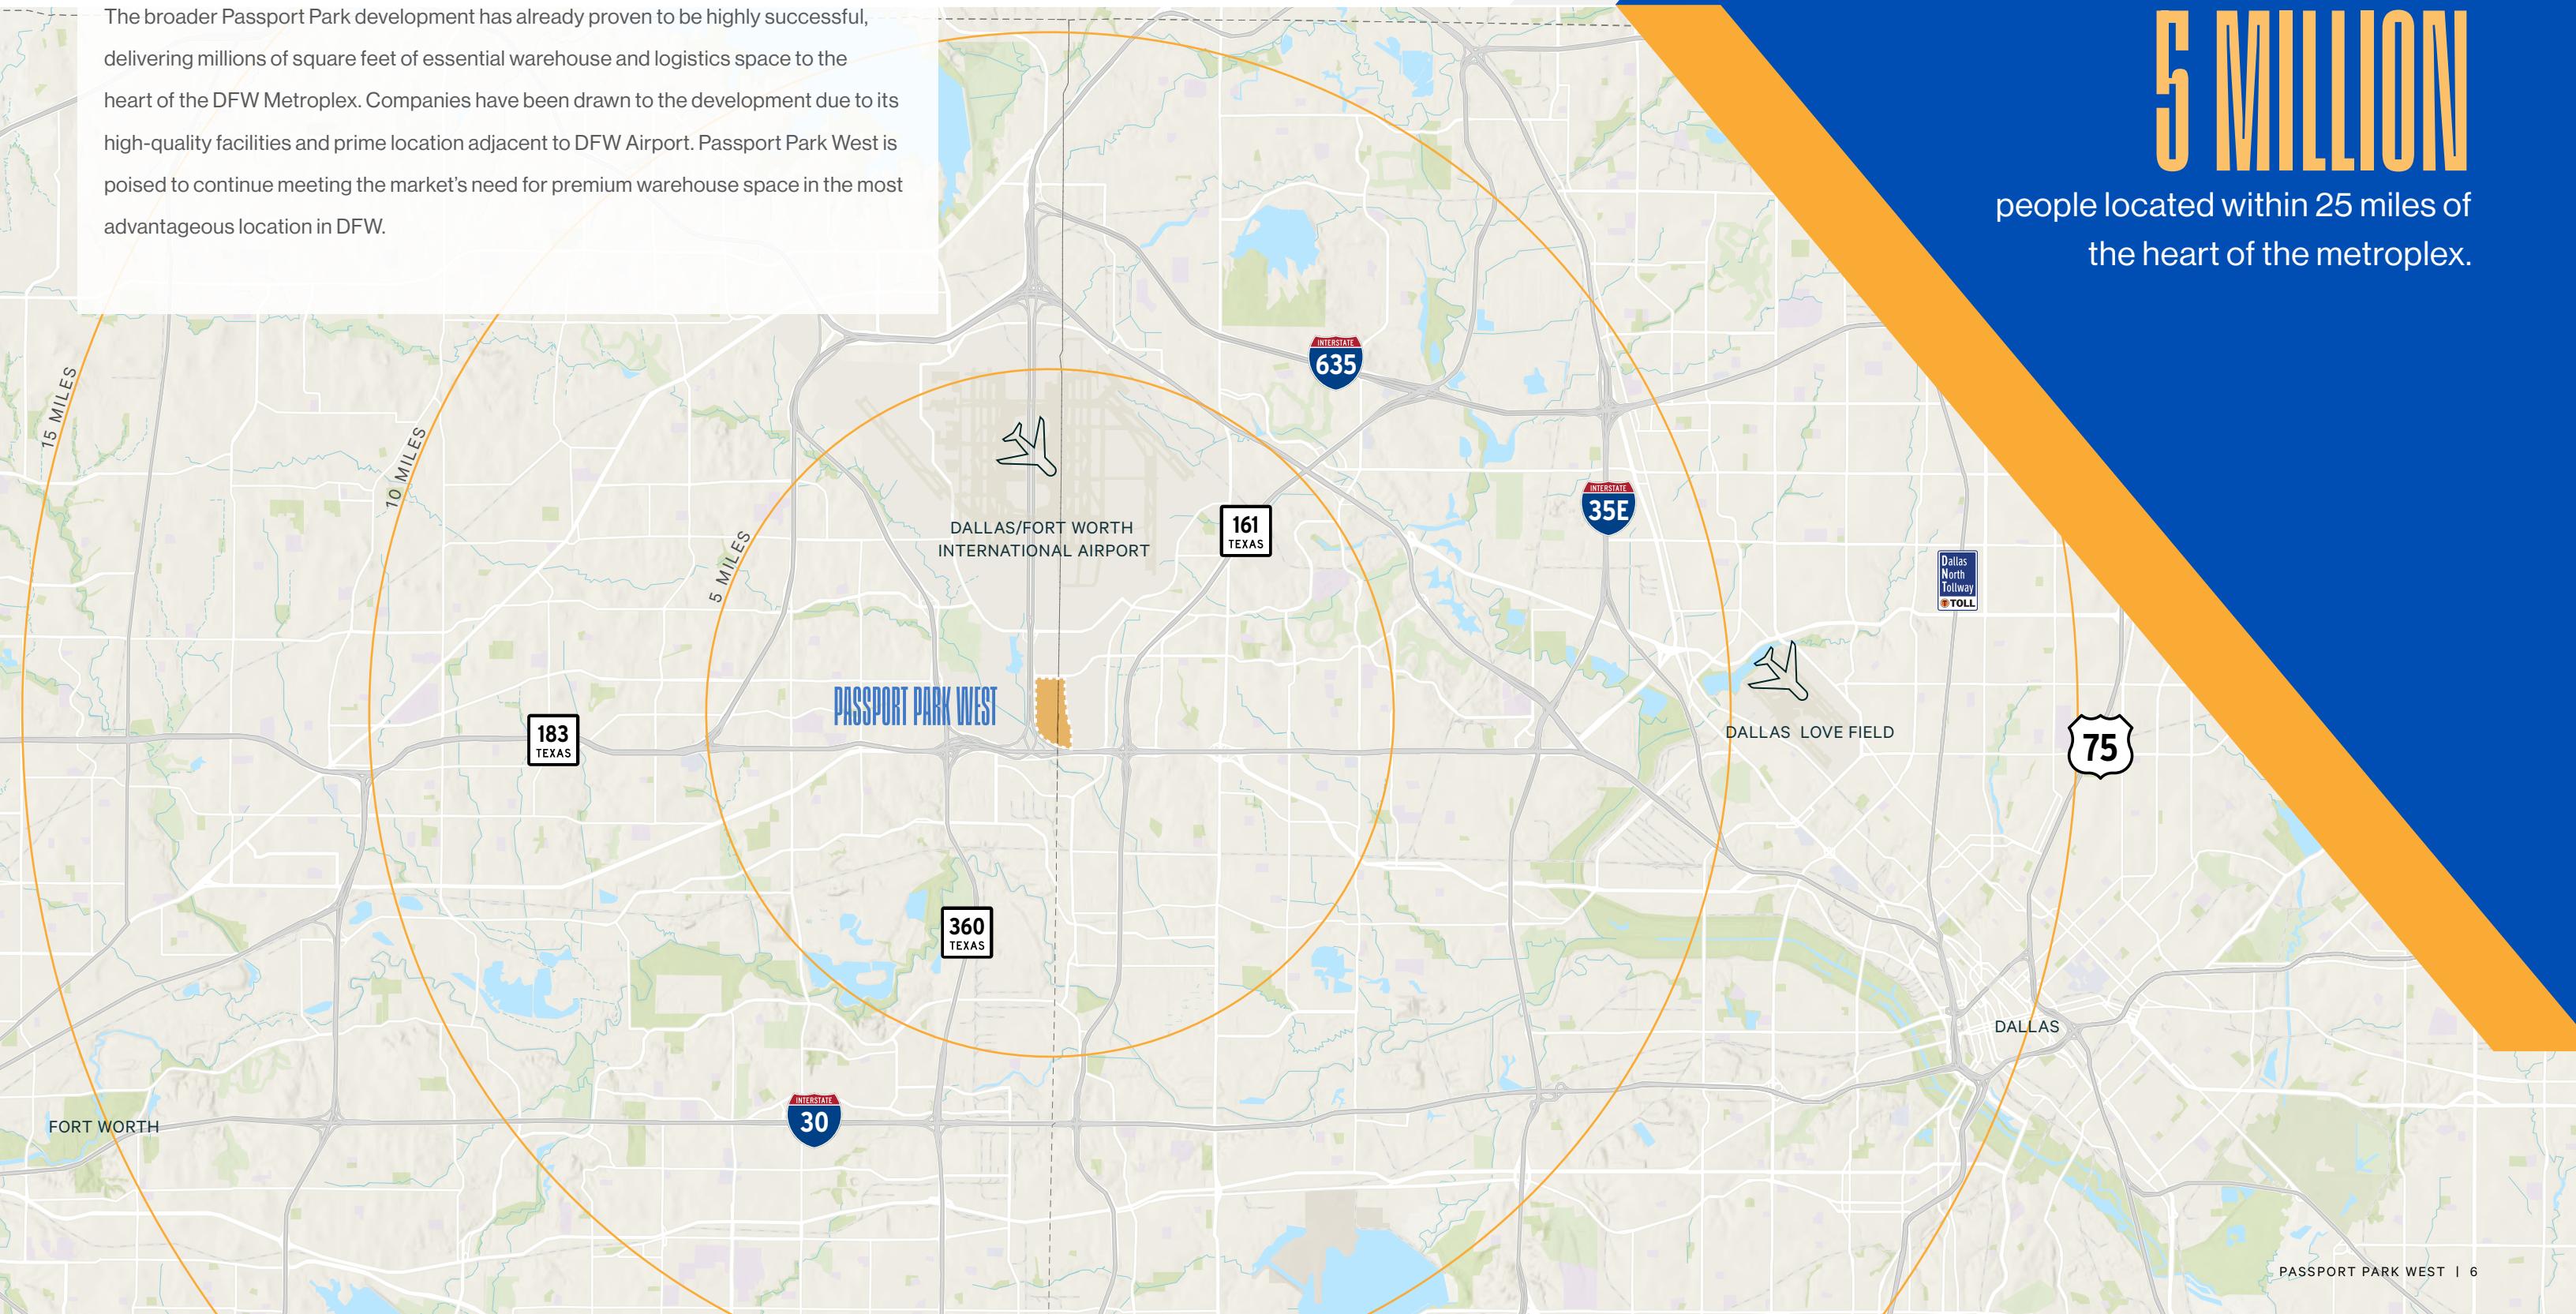 The broader Passport Park development has already proven to be highly successful,
delivering millions of square feet of essential warehouse and logistics space to the
heart of the DFW Metroplex. Companies have been drawn to the development due to its
high-quality facilities and prime location adjacent to DFW Airport. Passport Park West is
poised to continue meeting the market’s need for premium warehouse space in the most
advantageous location in DFW.
5 MILLION
people located within 25 miles of
the heart of the metroplex.
15 MILES
10 MILES
5 MILES
INTERSTATE
635
DALLAS/FORT WORTH
INTERNATIONAL AIRPORT
161
TEXAS
INTERSTATE
35E
Dallas
North
Tollway
TOLL
PASSPORT PARK WEST
183
TEXAS
DALLAS LOVE FIELD
75
360
TEXAS
DALLAS
INTERSTATE
30
FORT WORTH
PASSPORT PARK WEST | 6